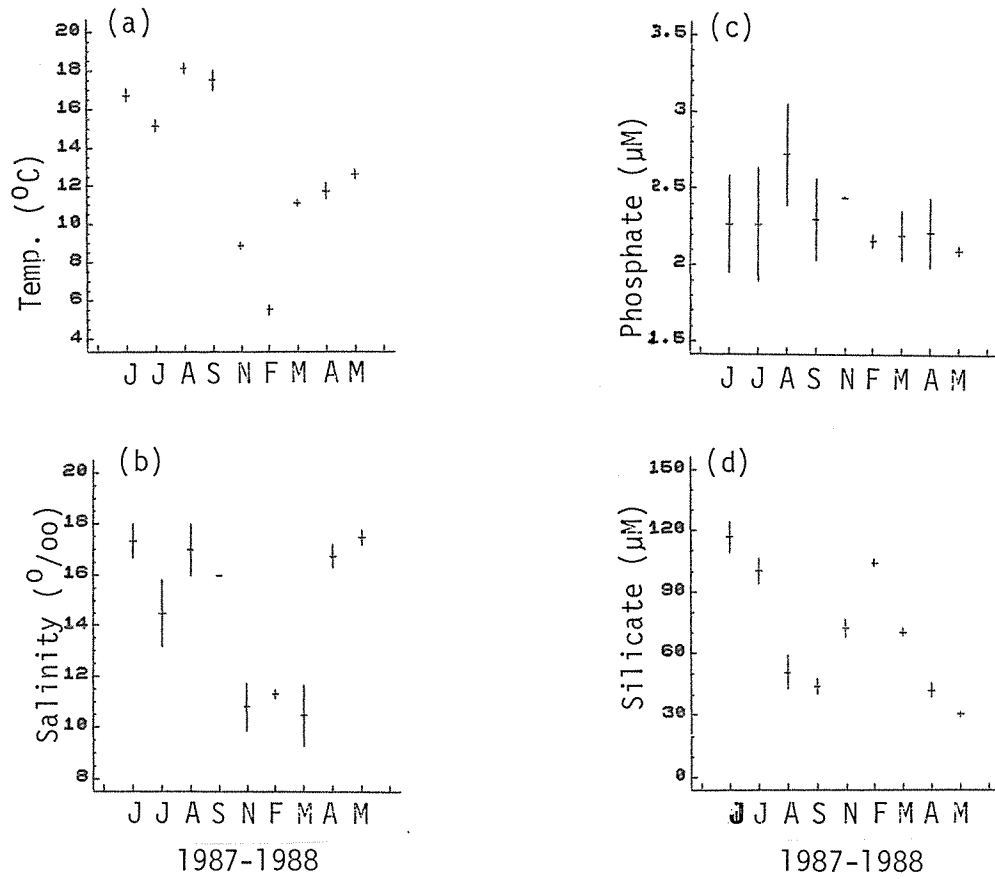 (a)
Temp. (ºC)
20
18
16
14
12
10
8
6
4
J J A S N F M A M
(c)
Phosphate (µM)
3.5
3
2.5
2
1.5
J J A S N F M A M
(b)
Salinity (º/oo)
20
18
16
14
12
10
8
J J A S N F M A M
1987-1988
(d)
Silicate (µM)
150
120
90
60
30
0
J J A S N F M A M
1987-1988